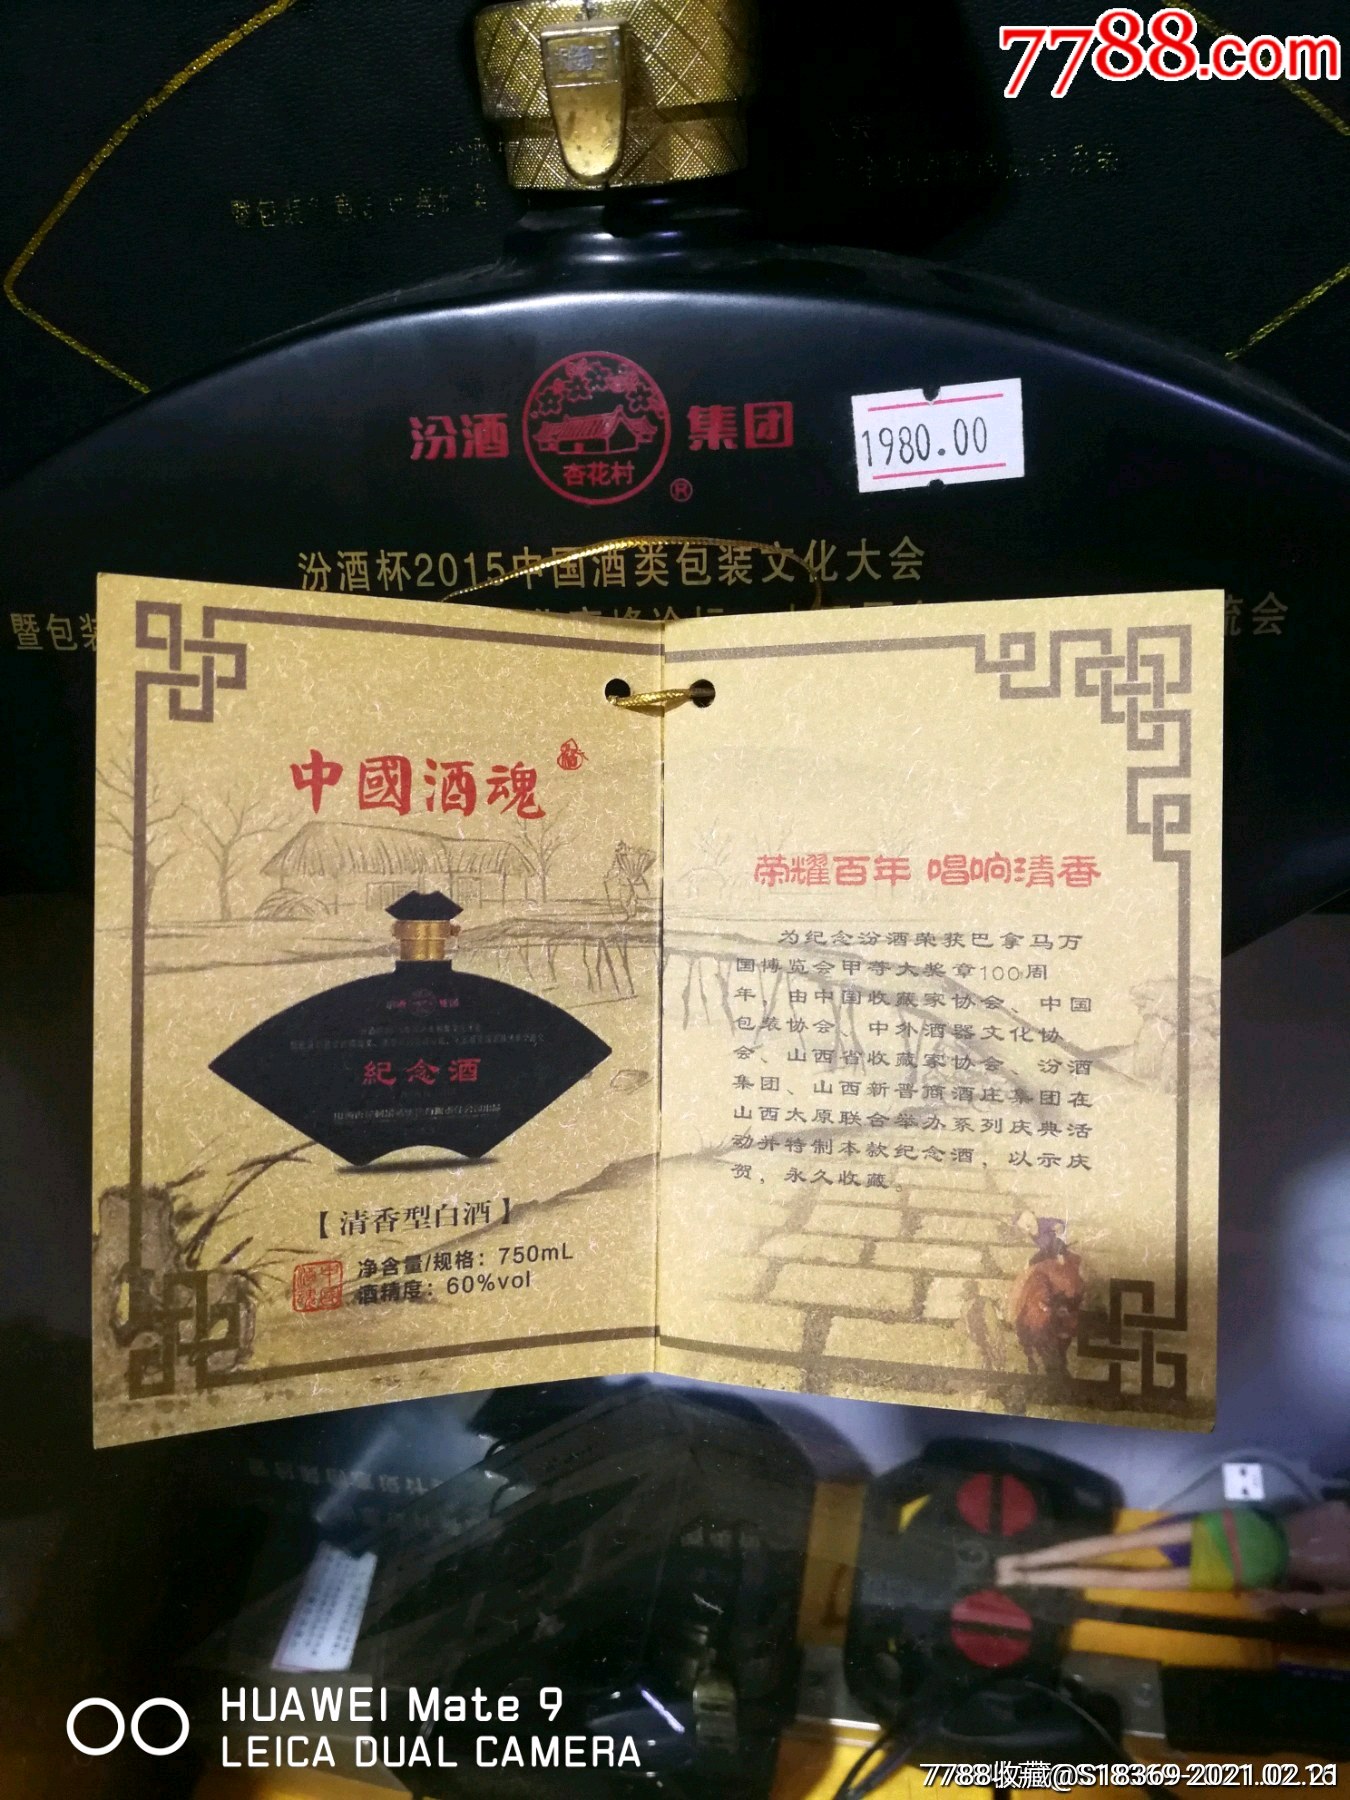 7788.com
汾酒 杏花村 集团
®
1980.00
汾酒杯2015中国酒类包装文化大会
暨包装
流会
中國酒魂
紀念酒
【清香型白酒】
净含量/规格：750mL
酒精度：60%vol
荣耀百年 唱响清香
为纪念汾酒荣获巴拿马万
国博览会甲等大奖章100周
年，由中国收藏家协会、中国
包装协会、中外酒器文化协
会、山西省收藏家协会、汾酒
集团、山西新晋商酒庄集团在
山西太原联合举办系列庆典活
动并特制本款纪念酒，以示庆
贺，永久收藏。
HUAWEI Mate 9
LEICA DUAL CAMERA
7788收藏@S18369-2021.02.21